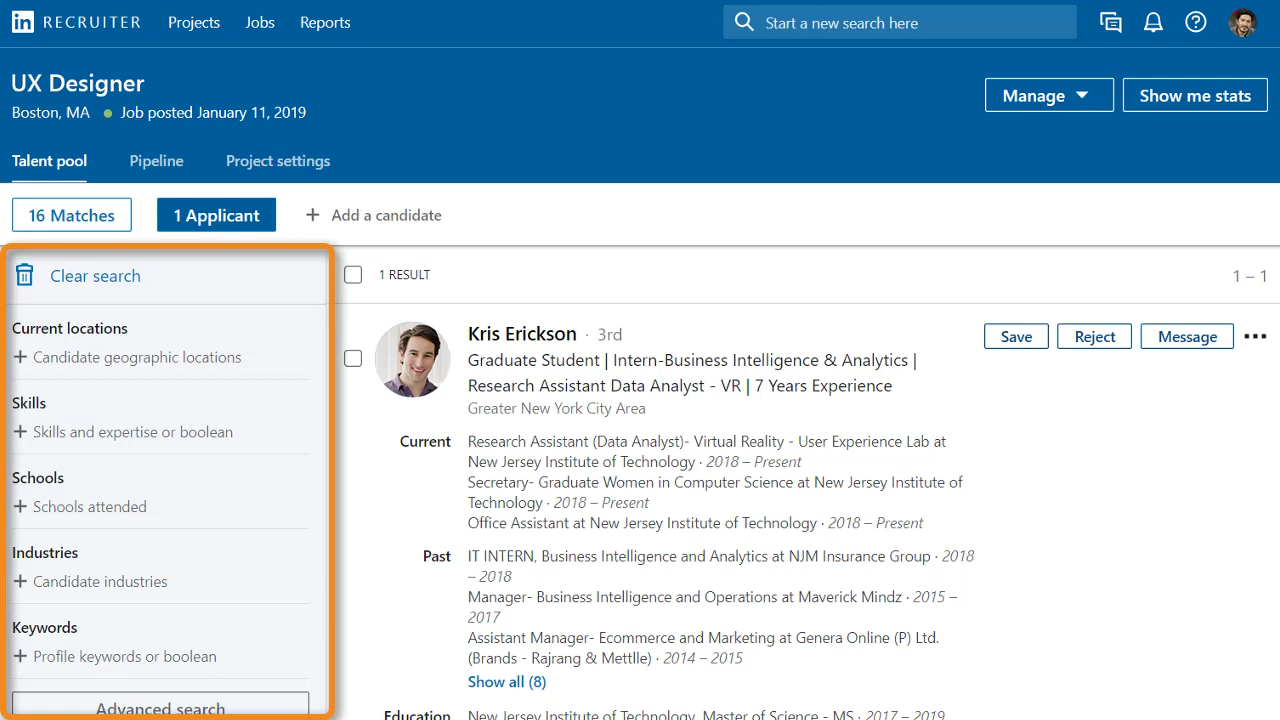 in RECRUITER Projects Jobs Reports Start a new search here
UX Designer
Boston, MA Job posted January 11, 2019
Manage Show me stats
Talent pool Pipeline Project settings
16 Matches 1 Applicant + Add a candidate
Clear search
Current locations
+ Candidate geographic locations
Skills
+ Skills and expertise or boolean
Schools
+ Schools attended
Industries
+ Candidate industries
Keywords
+ Profile keywords or boolean
Advanced search
1 RESULT 1 – 1
Kris Erickson · 3rd
Save Reject Message
Graduate Student | Intern-Business Intelligence & Analytics |
Research Assistant Data Analyst - VR | 7 Years Experience
Greater New York City Area
Current Research Assistant (Data Analyst)- Virtual Reality - User Experience Lab at
New Jersey Institute of Technology · 2018 – Present
Secretary- Graduate Women in Computer Science at New Jersey Institute of
Technology · 2018 – Present
Office Assistant at New Jersey Institute of Technology · 2018 – Present
Past IT INTERN, Business Intelligence and Analytics at NJM Insurance Group · 2018
– 2018
Manager- Business Intelligence and Operations at Maverick Mindz · 2015 –
2017
Assistant Manager- Ecommerce and Marketing at Genera Online (P) Ltd.
(Brands - Rajrang & Mettlle) · 2014 – 2015
Show all (8)
Education New Jersey Institute of Technology, Master of Science - MS · 2017 – 2019